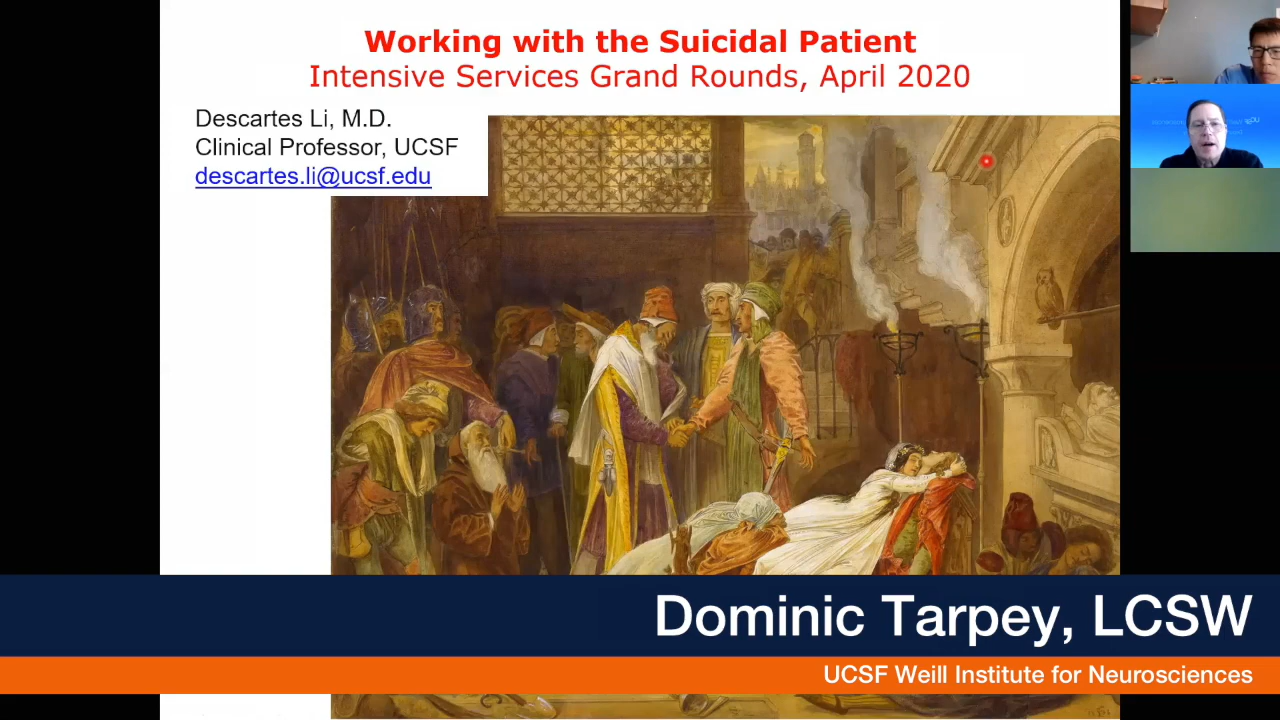 Working with the Suicidal Patient
Intensive Services Grand Rounds, April 2020
Descartes Li, M.D.
Clinical Professor, UCSF
descartes.li@ucsf.edu
Dominic Tarpey, LCSW
UCSF Weill Institute for Neurosciences